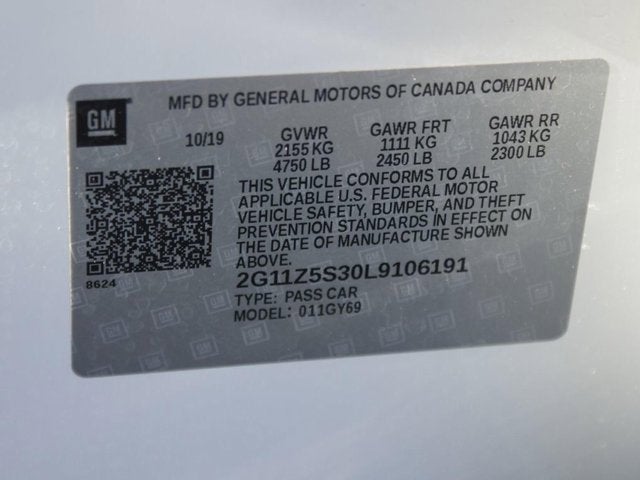 GM
MFD BY GENERAL MOTORS OF CANADA COMPANY
10/19 GVWR GAWR FRT GAWR RR
2155 KG 1111 KG 1043 KG
4750 LB 2450 LB 2300 LB
THIS VEHICLE CONFORMS TO ALL
APPLICABLE U.S. FEDERAL MOTOR
VEHICLE SAFETY, BUMPER, AND THEFT
PREVENTION STANDARDS IN EFFECT ON
THE DATE OF MANUFACTURE SHOWN
ABOVE.
8624
2G11Z5S30L9106191
TYPE: PASS CAR
MODEL: 011GY69